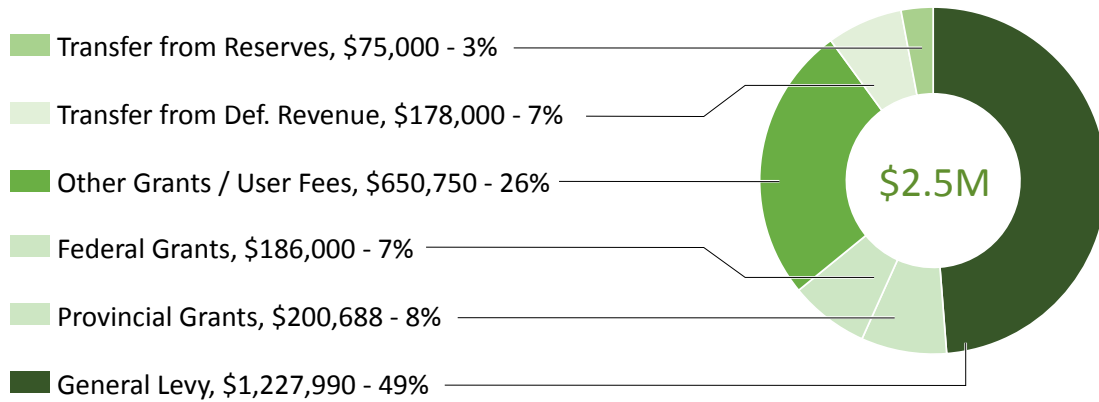 Transfer from Reserves, $75,000 - 3%
Transfer from Def. Revenue, $178,000 - 7%
Other Grants / User Fees, $650,750 - 26%
$2.5M
Federal Grants, $186,000 - 7%
Provincial Grants, $200,688 - 8%
General Levy, $1,227,990 - 49%